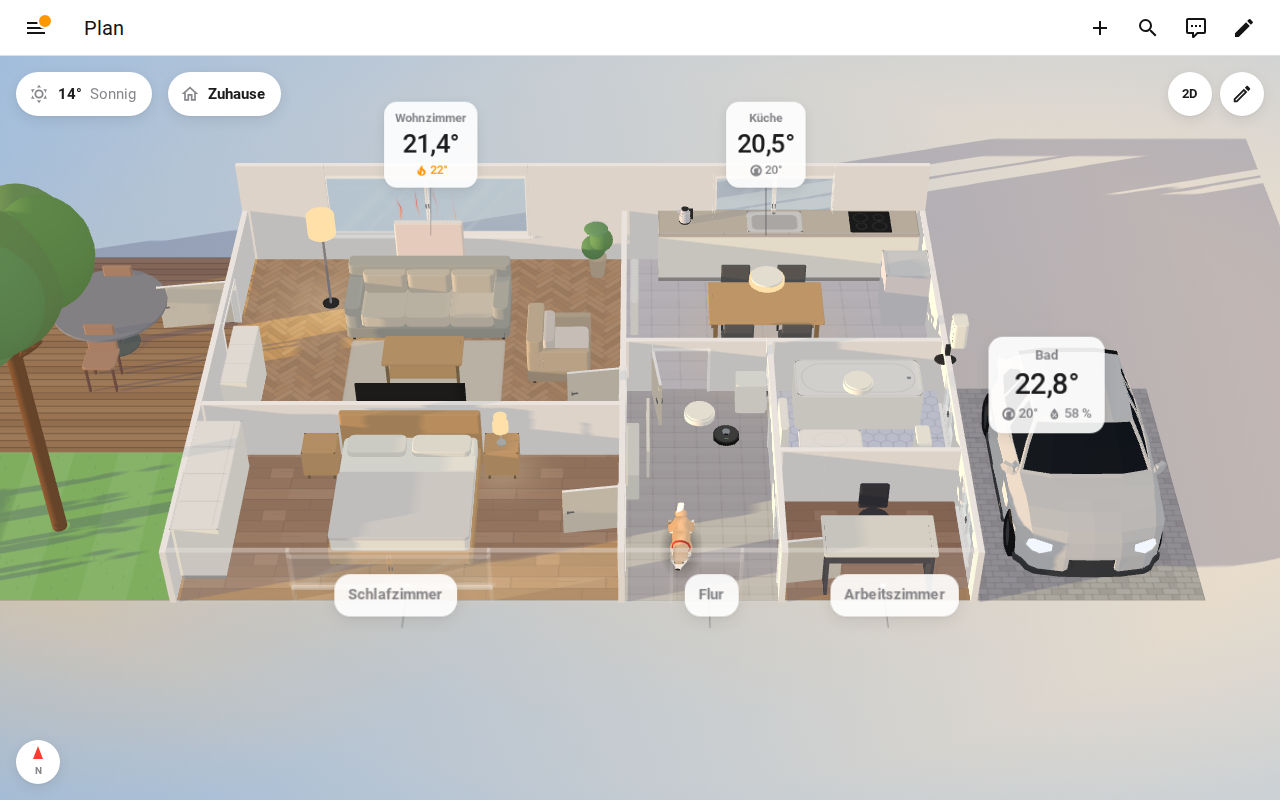 Plan
14° Sonnig
Zuhause
2D
Wohnzimmer
21,4°
22°
Küche
20,5°
20°
Bad
22,8°
20° 58 %
Schlafzimmer
Flur
Arbeitszimmer
N